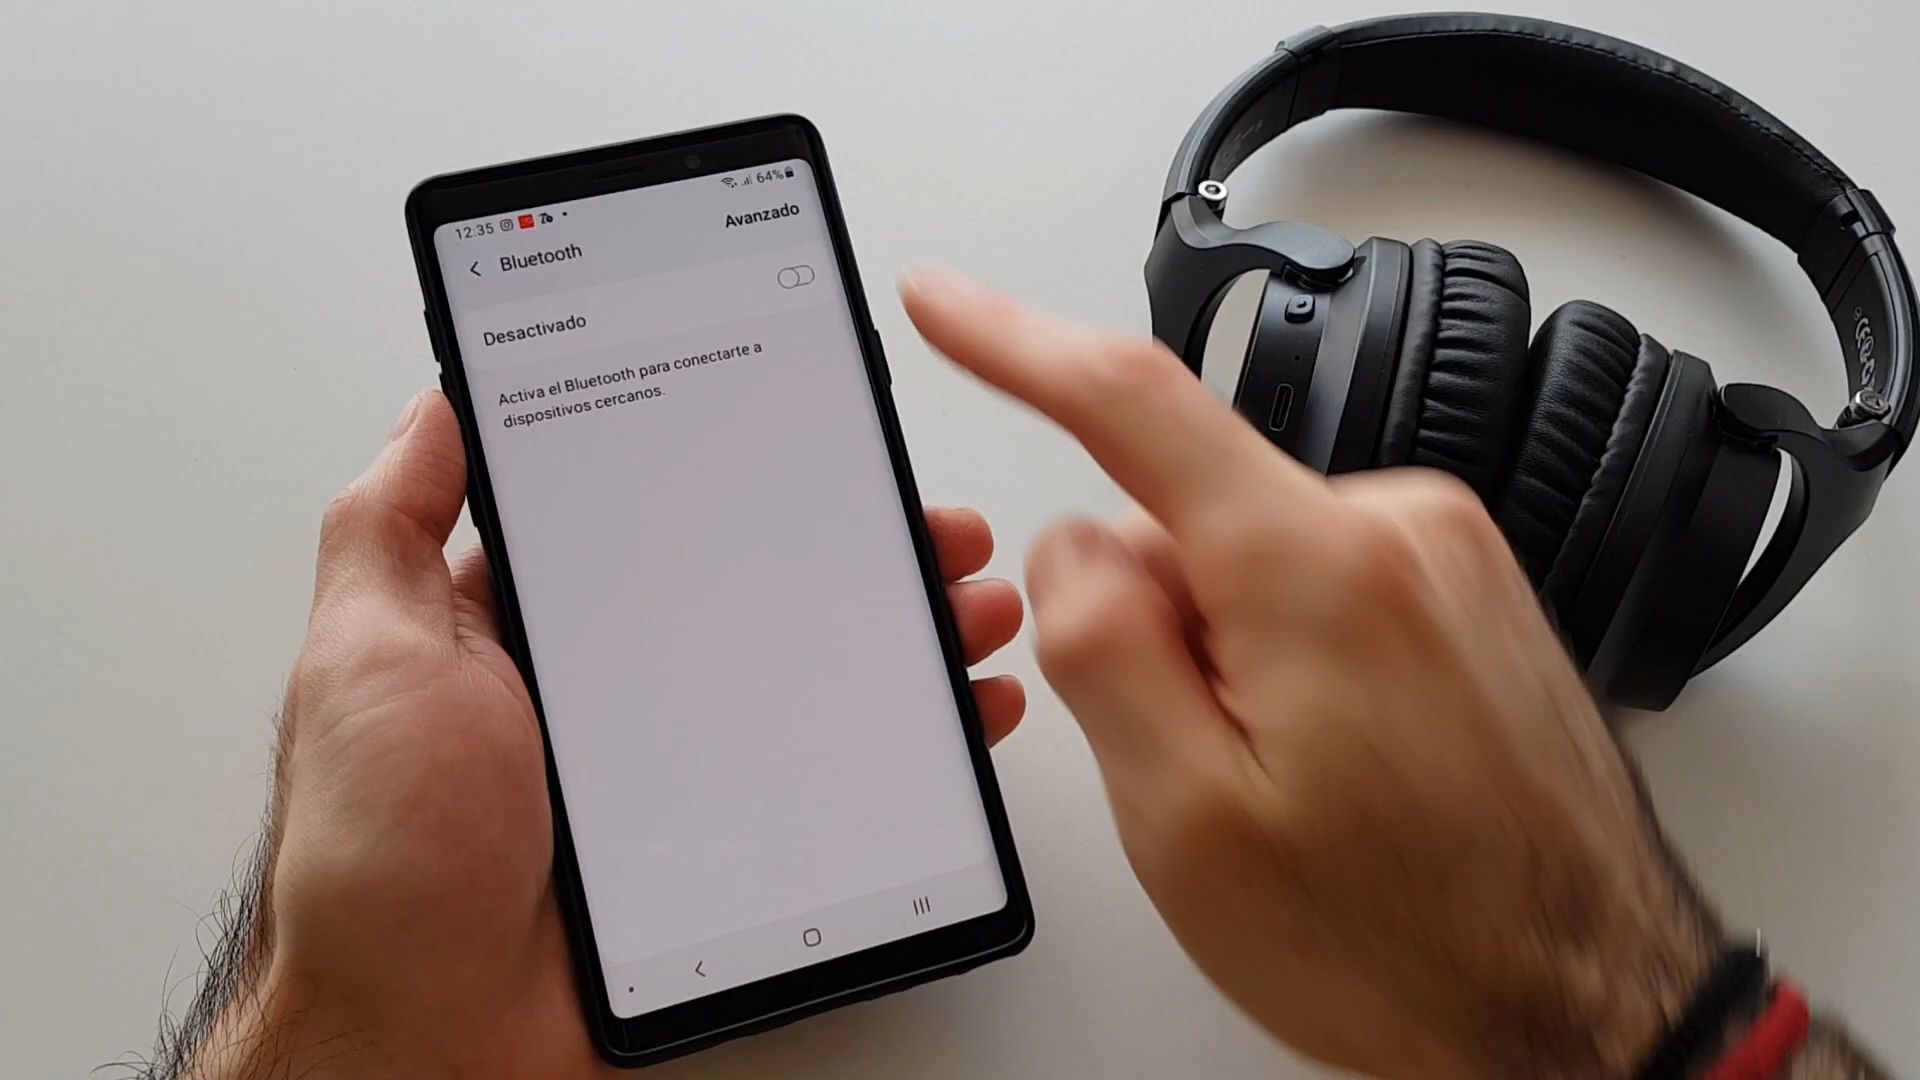 12.35
64%
Avanzado
Bluetooth
Desactivado
Activa el Bluetooth para conectarte a
dispositivos cercanos.